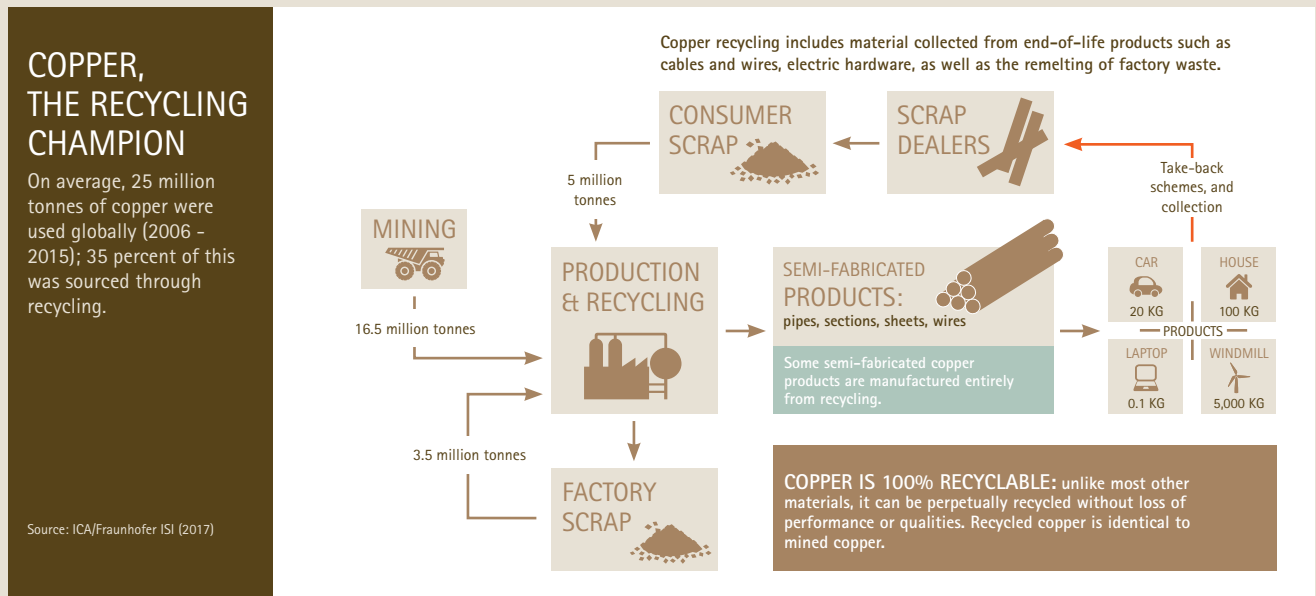 COPPER,
THE RECYCLING
CHAMPION
On average, 25 million
tonnes of copper were
used globally (2006 -
2015); 35 percent of this
was sourced through
recycling.
Source: ICA/Fraunhofer ISI (2017)
Copper recycling includes material collected from end-of-life products such as
cables and wires, electric hardware, as well as the remelting of factory waste.
CONSUMER
SCRAP
SCRAP
DEALERS
5 million
tonnes
Take-back
schemes, and
collection
MINING
16.5 million tonnes
PRODUCTION
& RECYCLING
SEMI-FABRICATED
PRODUCTS:
pipes, sections, sheets, wires
Some semi-fabricated copper
products are manufactured entirely
from recycling.
CAR
20 KG
HOUSE
100 KG
PRODUCTS
LAPTOP
0.1 KG
WINDMILL
5,000 KG
3.5 million tonnes
FACTORY
SCRAP
COPPER IS 100% RECYCLABLE: unlike most other
materials, it can be perpetually recycled without loss of
performance or qualities. Recycled copper is identical to
mined copper.